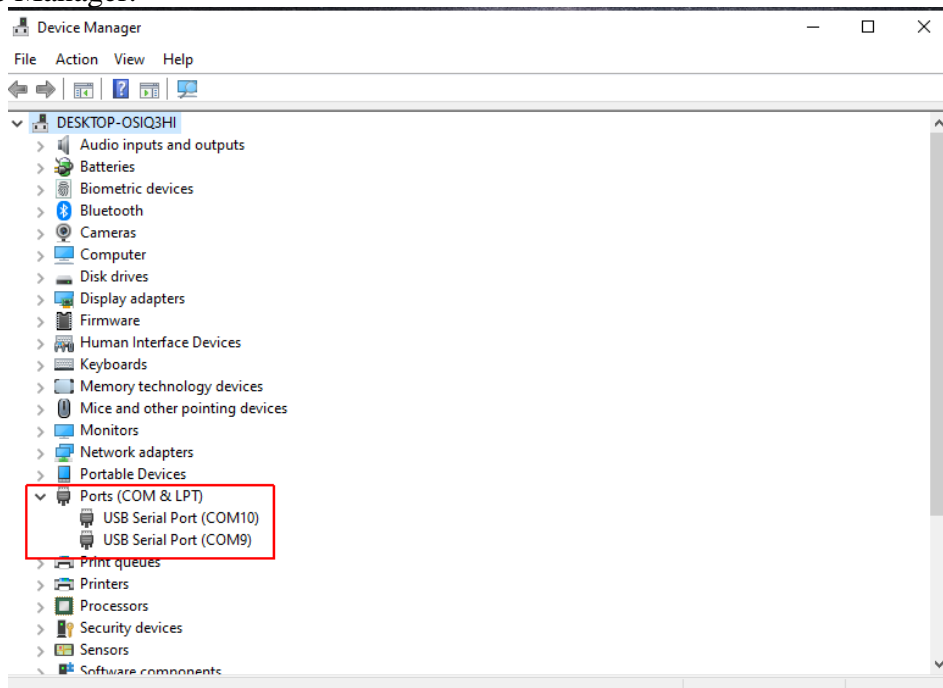 Manager.
Device Manager
File Action View Help
DESKTOP-OSIQ3HI
Audio inputs and outputs
Batteries
Biometric devices
Bluetooth
Cameras
Computer
Disk drives
Display adapters
Firmware
Human Interface Devices
Keyboards
Memory technology devices
Mice and other pointing devices
Monitors
Network adapters
Portable Devices
Ports (COM & LPT)
USB Serial Port (COM10)
USB Serial Port (COM9)
Print queues
Printers
Processors
Security devices
Sensors
Software components